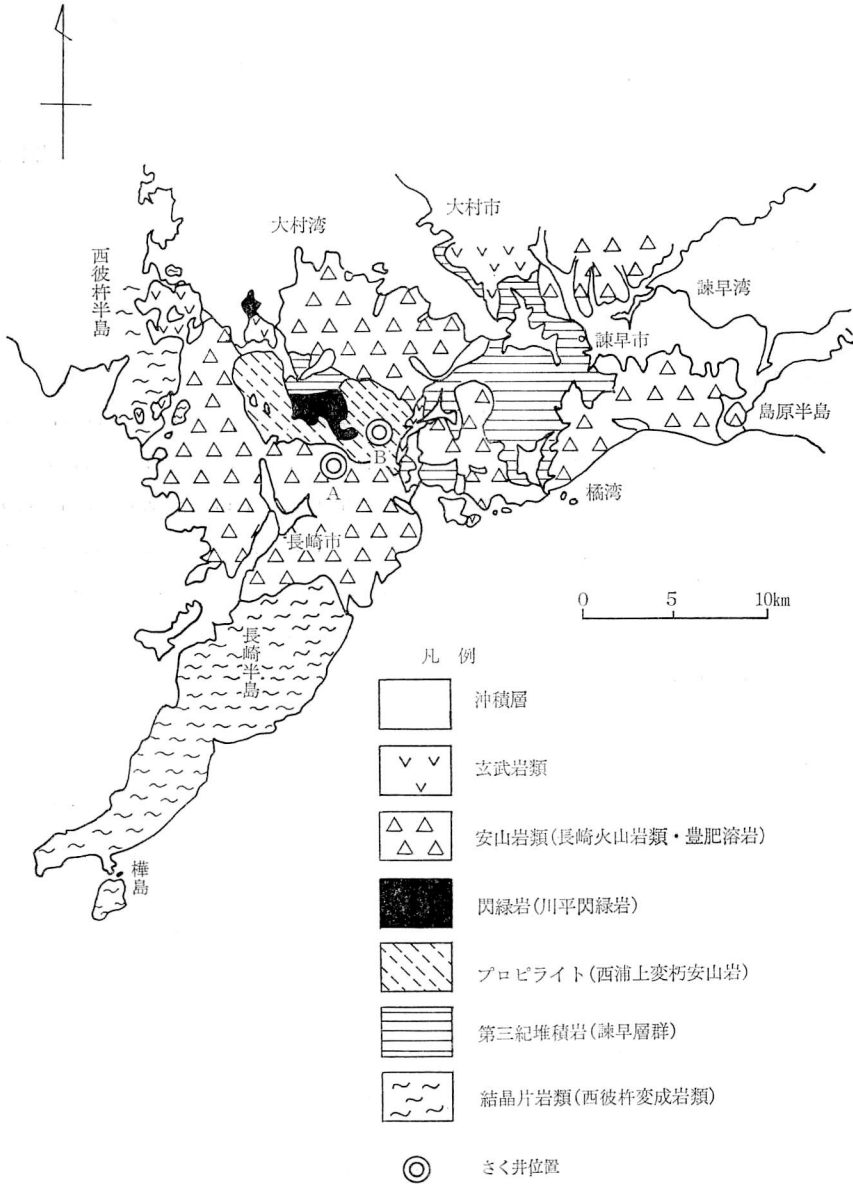 大村湾
大村市
西彼杵半島
諫早湾
諫早市
島原半島
B
A
橘湾
長崎市
0 5 10km
長崎半島
樺島
凡例
沖積層
玄武岩類
安山岩類(長崎火山岩類・豊肥溶岩)
閃緑岩(川平閃緑岩)
プロピライト(西浦上変朽安山岩)
第三紀堆積岩(諫早層群)
結晶片岩類(西彼杵変成岩類)
さく井位置